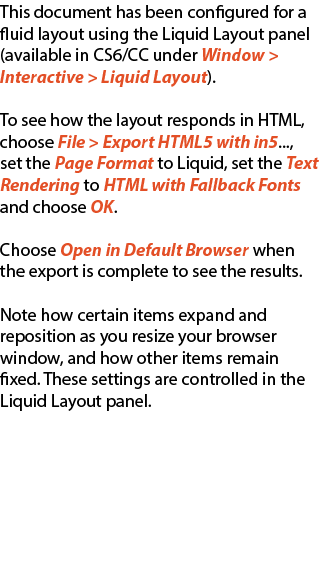 This document has been configured for a
fluid layout using the Liquid Layout panel
(available in CS6/CC under Window >
Interactive > Liquid Layout).
To see how the layout responds in HTML,
choose File > Export HTML5 with in5...,
set the Page Format to Liquid, set the Text
Rendering to HTML with Fallback Fonts
and choose OK.
Choose Open in Default Browser when
the export is complete to see the results.
Note how certain items expand and
reposition as you resize your browser
window, and how other items remain
fixed. These settings are controlled in the
Liquid Layout panel.